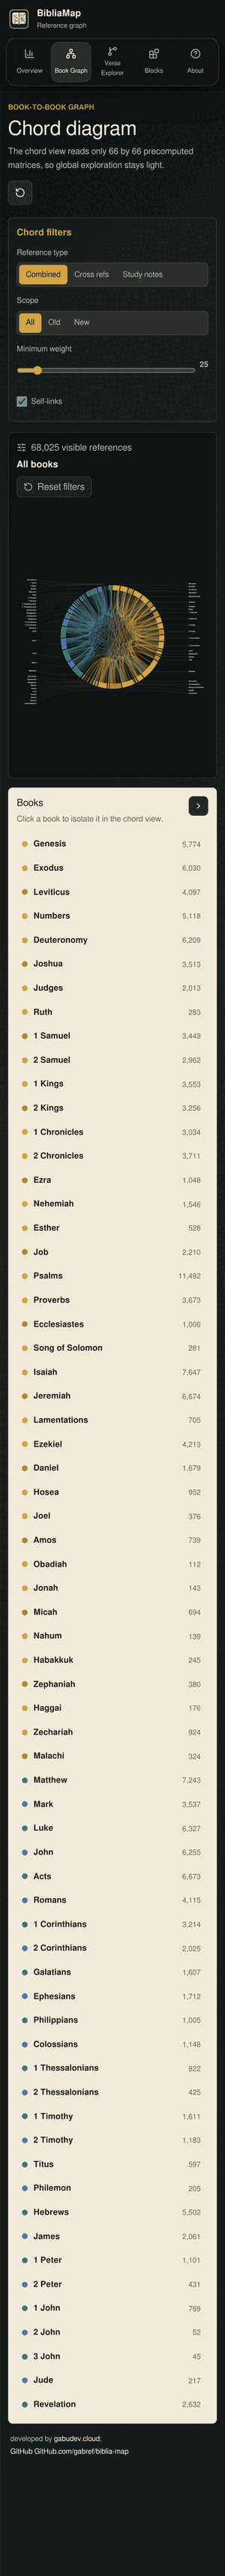 BibliaMap
Reference graph
Overview
Book Graph
Verse
Explorer
Blocks
About
BOOK-TO-BOOK GRAPH
Chord diagram
The chord view reads only 66 by 66 precomputed
matrices, so global exploration stays light.
Chord filters
Reference type
Combined Cross refs Study notes
Scope
All Old New
Minimum weight
25
Self-links
68,025 visible references
All books
Reset filters
Books
Click a book to isolate it in the chord view.
Genesis 5,774
Exodus 6,030
Leviticus 4,097
Numbers 5,118
Deuteronomy 6,209
Joshua 3,513
Judges 2,013
Ruth 283
1 Samuel 3,449
2 Samuel 2,962
1 Kings 3,553
2 Kings 3,256
1 Chronicles 3,034
2 Chronicles 3,711
Ezra 1,048
Nehemiah 1,546
Esther 528
Job 2,210
Psalms 11,492
Proverbs 3,673
Ecclesiastes 1,006
Song of Solomon 281
Isaiah 7,647
Jeremiah 6,674
Lamentations 705
Ezekiel 4,213
Daniel 1,679
Hosea 952
Joel 376
Amos 739
Obadiah 112
Jonah 143
Micah 694
Nahum 139
Habakkuk 245
Zephaniah 380
Haggai 176
Zechariah 924
Malachi 324
Matthew 7,243
Mark 3,537
Luke 6,327
John 6,255
Acts 6,673
Romans 4,115
1 Corinthians 3,214
2 Corinthians 2,025
Galatians 1,607
Ephesians 1,712
Philippians 1,005
Colossians 1,148
1 Thessalonians 822
2 Thessalonians 425
1 Timothy 1,611
2 Timothy 1,183
Titus 597
Philemon 205
Hebrews 5,502
James 2,061
1 Peter 1,101
2 Peter 431
1 John 769
2 John 52
3 John 45
Jude 217
Revelation 2,632
developed by gabudev.cloud;
GitHub GitHub.com/gabref/biblia-map